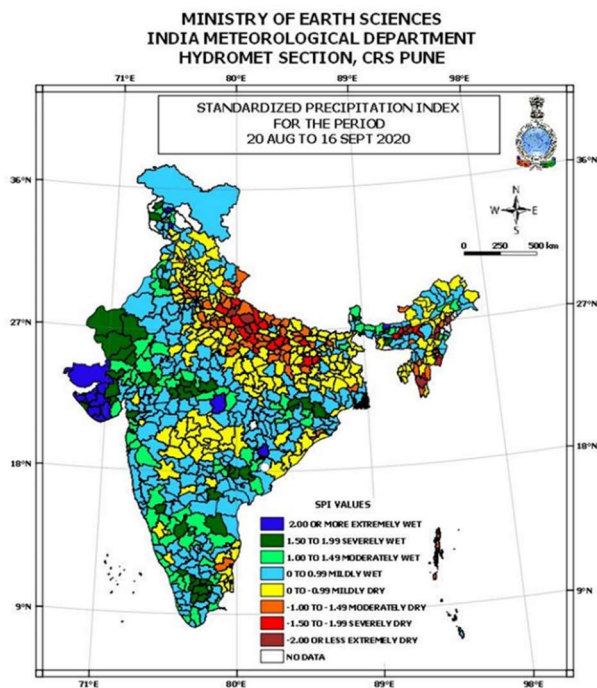 MINISTRY OF EARTH SCIENCES
INDIA METEOROLOGICAL DEPARTMENT
HYDROMET SECTION, CRS PUNE
71°E 80°E 89°E 98°E
STANDARDIZED PRECIPITATION INDEX
FOR THE PERIOD
20 AUG TO 16 SEPT 2020
36°N 36°N
N
W E
S
0 250 500 km
27°N 27°N
18°N 18°N
SPI VALUES
2.00 OR MORE EXTREMELY WET
1.50 TO 1.99 SEVERELY WET
1.00 TO 1.49 MODERATELY WET
0 TO 0.99 MILDLY WET
0 TO -0.99 MILDLY DRY
-1.00 TO -1.49 MODERATELY DRY
-1.50 TO -1.99 SEVERELY DRY
-2.00 OR LESS EXTREMELY DRY
NO DATA
9°N 9°N
71°E 80°E 89°E 98°E